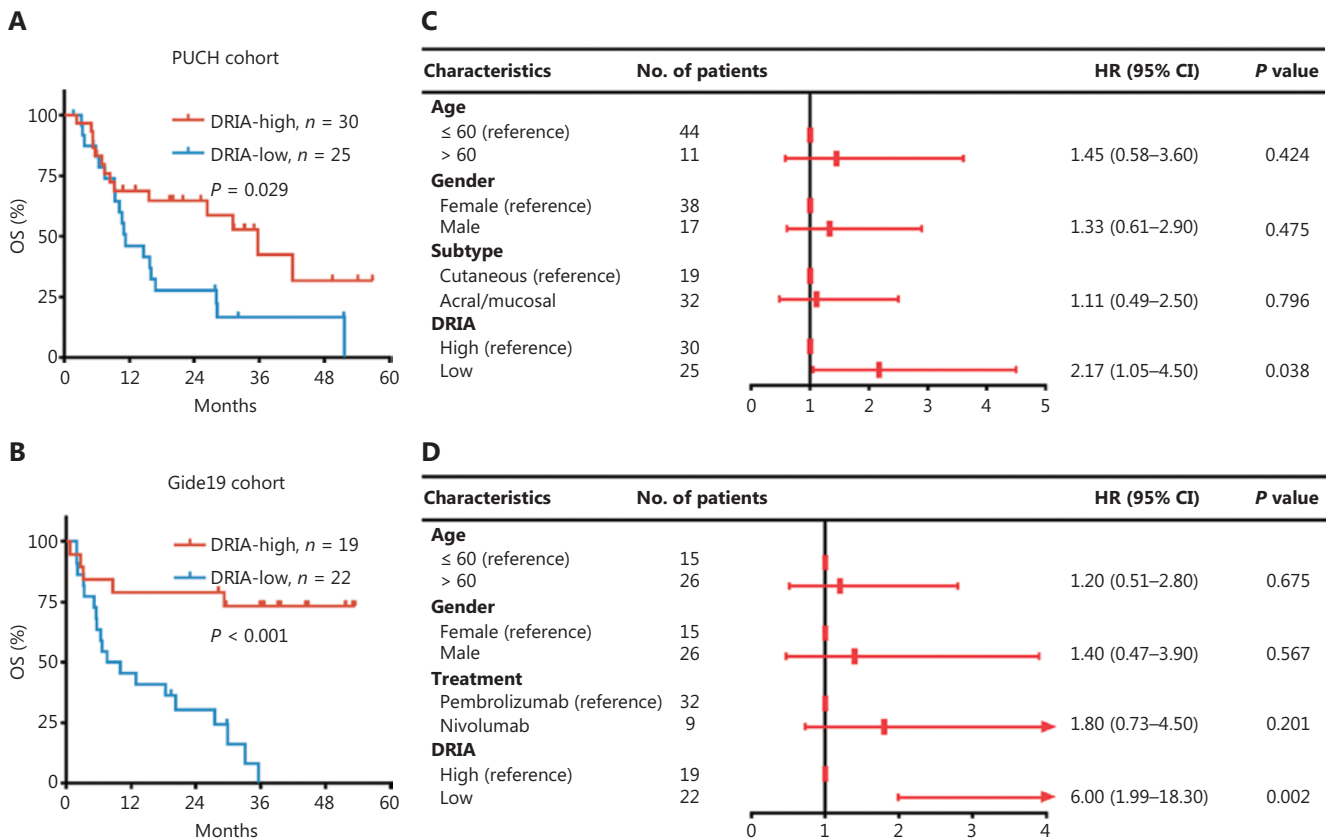 A
PUCH cohort
DRIA-high, n = 30
DRIA-low, n = 25
P = 0.029
OS (%)
100
75
50
25
0
0 12 24 36 48 60
Months
C
Characteristics No. of patients HR (95% CI) P value
Age
≤ 60 (reference) 44
> 60 11 1.45 (0.58–3.60) 0.424
Gender
Female (reference) 38
Male 17 1.33 (0.61–2.90) 0.475
Subtype
Cutaneous (reference) 19
Acral/mucosal 32 1.11 (0.49–2.50) 0.796
DRIA
High (reference) 30
Low 25 2.17 (1.05–4.50) 0.038
0 1 2 3 4 5
B
Gide19 cohort
DRIA-high, n = 19
DRIA-low, n = 22
P < 0.001
OS (%)
100
75
50
25
0
0 12 24 36 48 60
Months
D
Characteristics No. of patients HR (95% CI) P value
Age
≤ 60 (reference) 15
> 60 26 1.20 (0.51–2.80) 0.675
Gender
Female (reference) 15
Male 26 1.40 (0.47–3.90) 0.567
Treatment
Pembrolizumab (reference) 32
Nivolumab 9 1.80 (0.73–4.50) 0.201
DRIA
High (reference) 19
Low 22 6.00 (1.99–18.30) 0.002
0 1 2 3 4